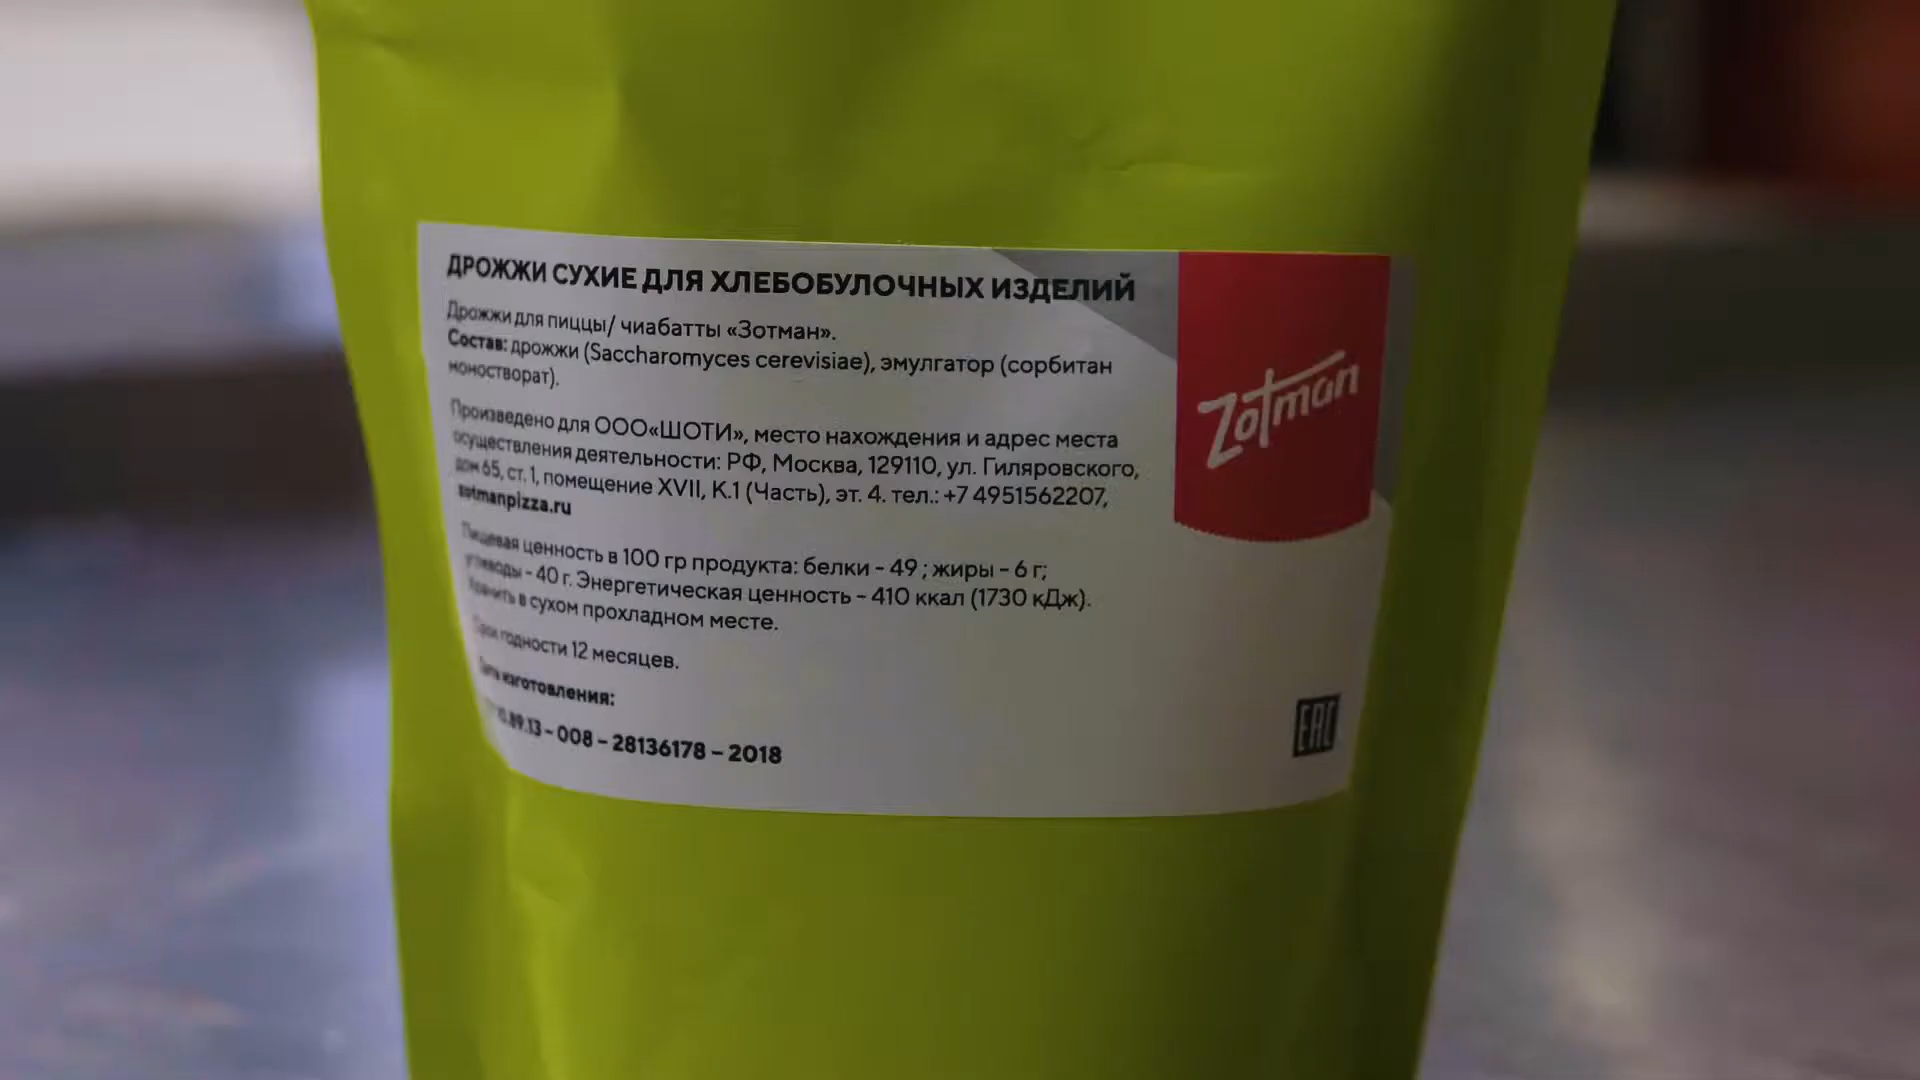 ДРОЖЖИ СУХИЕ ДЛЯ ХЛЕБОБУЛОЧНЫХ ИЗДЕЛИЙ
Дрожжи для пиццы/ чиабатты «Зотман».
Состав: дрожжи (Saccharomyces cerevisiae), эмулгатор (сорбитан
моностворат).
Произведено для ООО«ШОТИ», место нахождения и адрес места
осуществления деятельности: РФ, Москва, 129110, ул. Гиляровского,
дом 65, ст. 1, помещение XVII, К.1 (Часть), эт. 4. тел.: +7 4951562207,
zotmanpizza.ru
Пищевая ценность в 100 гр продукта: белки - 49 ; жиры - 6 г;
углеводы - 40 г. Энергетическая ценность - 410 ккал (1730 кДж).
Хранить в сухом прохладном месте.
Срок годности 12 месяцев.
Дата изготовления:
.89.13 - 008 - 28136178 - 2018
Zotman
EAC